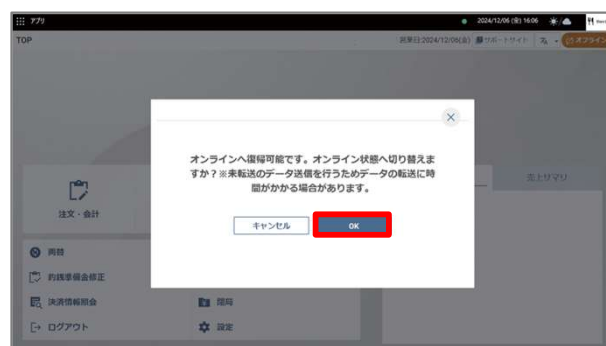 アプリ
2024/12/06 (金) 16:06
TOP
営業日:2024/12/06(金)
サポートサイト
オフライン
オンラインへ復帰可能です。オンライン状態へ切り替えま
すか？※未転送のデータ送信を行うためデータの転送に時
間がかかる場合があります。
キャンセル
OK
注文・会計
売上サマリ
両替
釣銭準備金修正
決済情報照会
ログアウト
設定